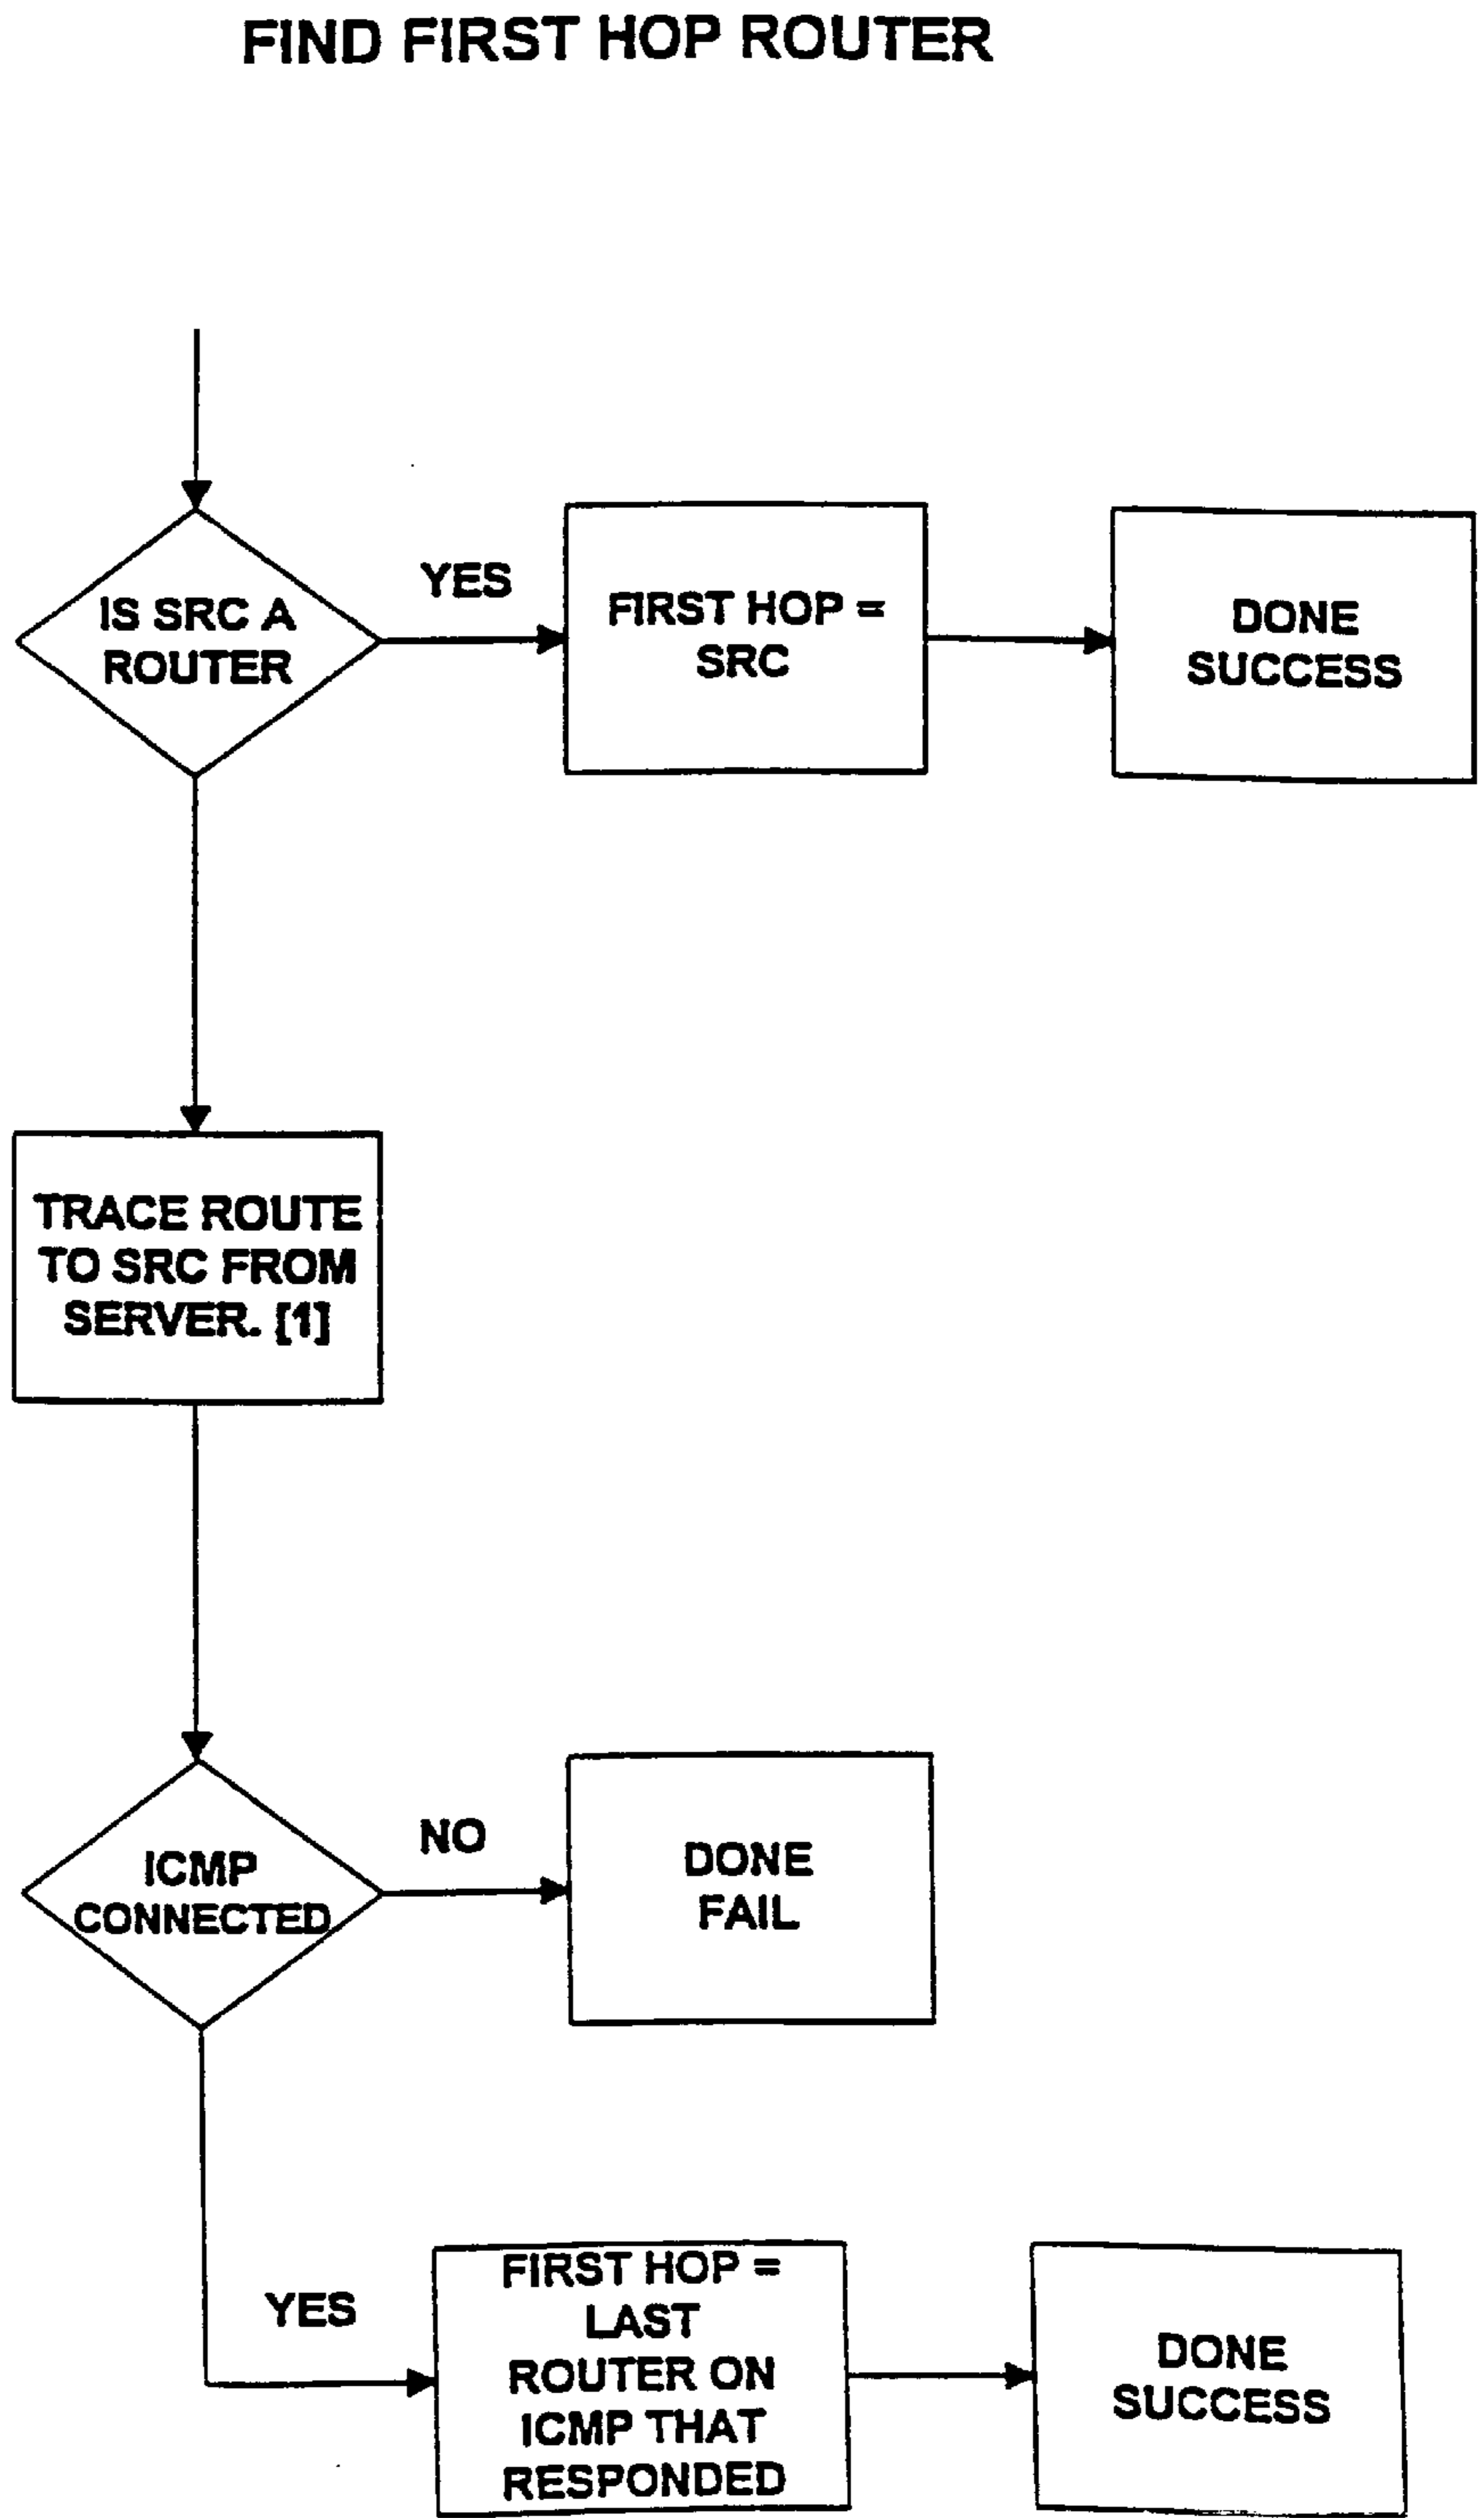 FIND FIRST HOP ROUTER
IS SRC A
ROUTER
YES
FIRST HOP =
SRC
DONE
SUCCESS
TRACE ROUTE
TO SRC FROM
SERVER. [1]
ICMP
CONNECTED
NO
DONE
FAIL
YES
FIRST HOP =
LAST
ROUTER ON
ICMP THAT
RESPONDED
DONE
SUCCESS